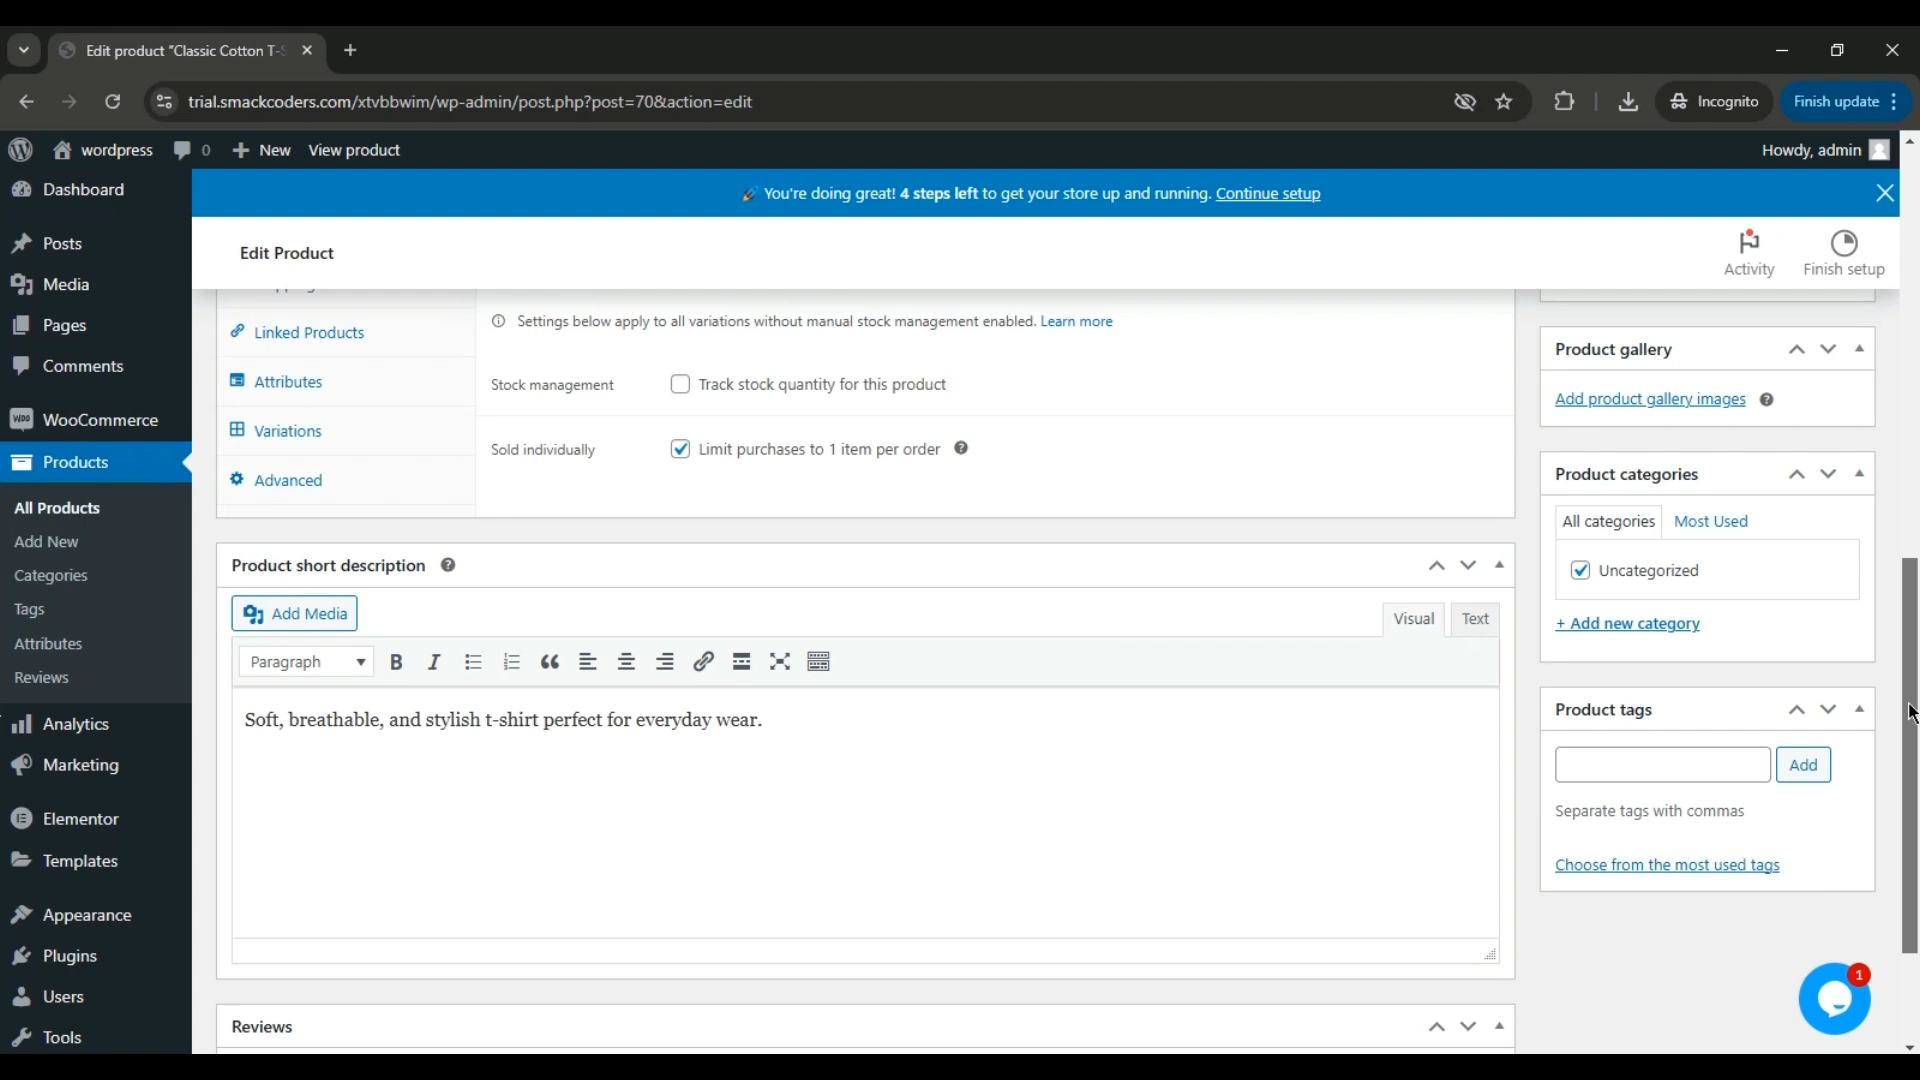 Edit product "Classic Cotton T-S
trial.smackcoders.com/xtvbbwim/wp-admin/post.php?post=70&action=edit
Incognito
Finish update
wordpress
0
New
View product
Howdy, admin
Dashboard
Posts
Media
Pages
Comments
WooCommerce
Products
All Products
Add New
Categories
Tags
Attributes
Reviews
Analytics
Marketing
Elementor
Templates
Appearance
Plugins
Users
Tools
You're doing great! 4 steps left to get your store up and running. Continue setup
Edit Product
Activity
Finish setup
Linked Products
Attributes
Variations
Advanced
Settings below apply to all variations without manual stock management enabled. Learn more
Stock management
Track stock quantity for this product
Sold individually
Limit purchases to 1 item per order
Product short description
Add Media
Visual
Text
Paragraph
Soft, breathable, and stylish t-shirt perfect for everyday wear.
Reviews
Product gallery
Add product gallery images
Product categories
All categories
Most Used
Uncategorized
+ Add new category
Product tags
Add
Separate tags with commas
Choose from the most used tags
1